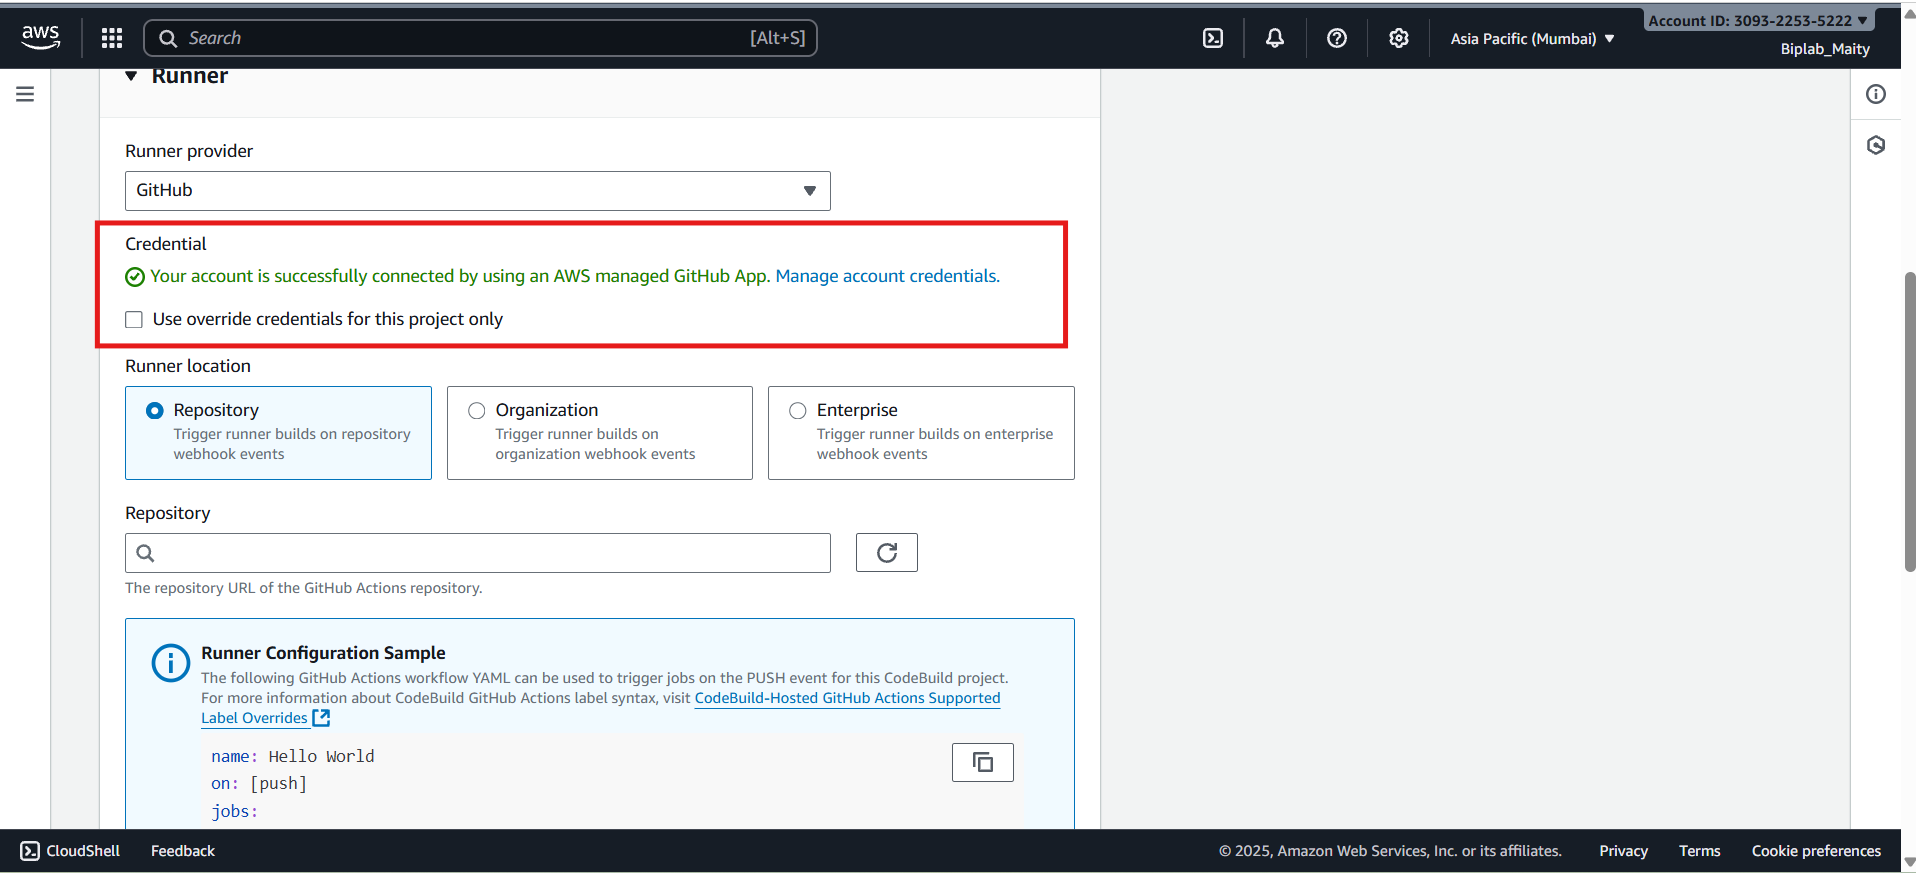 aws
Search
[Alt+S]
Asia Pacific (Mumbai)
Account ID: 3093-2253-5222
Biplab_Maity
Runner
Runner provider
GitHub
Credential
Your account is successfully connected by using an AWS managed GitHub App. Manage account credentials.
Use override credentials for this project only
Runner location
Repository
Trigger runner builds on repository
webhook events
Organization
Trigger runner builds on
organization webhook events
Enterprise
Trigger runner builds on enterprise
webhook events
Repository
The repository URL of the GitHub Actions repository.
Runner Configuration Sample
The following GitHub Actions workflow YAML can be used to trigger jobs on the PUSH event for this CodeBuild project.
For more information about CodeBuild GitHub Actions label syntax, visit CodeBuild-Hosted GitHub Actions Supported
Label Overrides
name: Hello World
on: [push]
jobs:
CloudShell
Feedback
© 2025, Amazon Web Services, Inc. or its affiliates.
Privacy
Terms
Cookie preferences